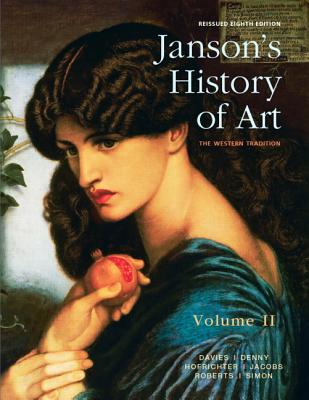 REISSUED EIGHTH EDITION
Janson's
History
of Art
THE WESTERN TRADITION
Volume II
DAVIES | DENNY
HOFRICHTER | JACOBS
ROBERTS | SIMON